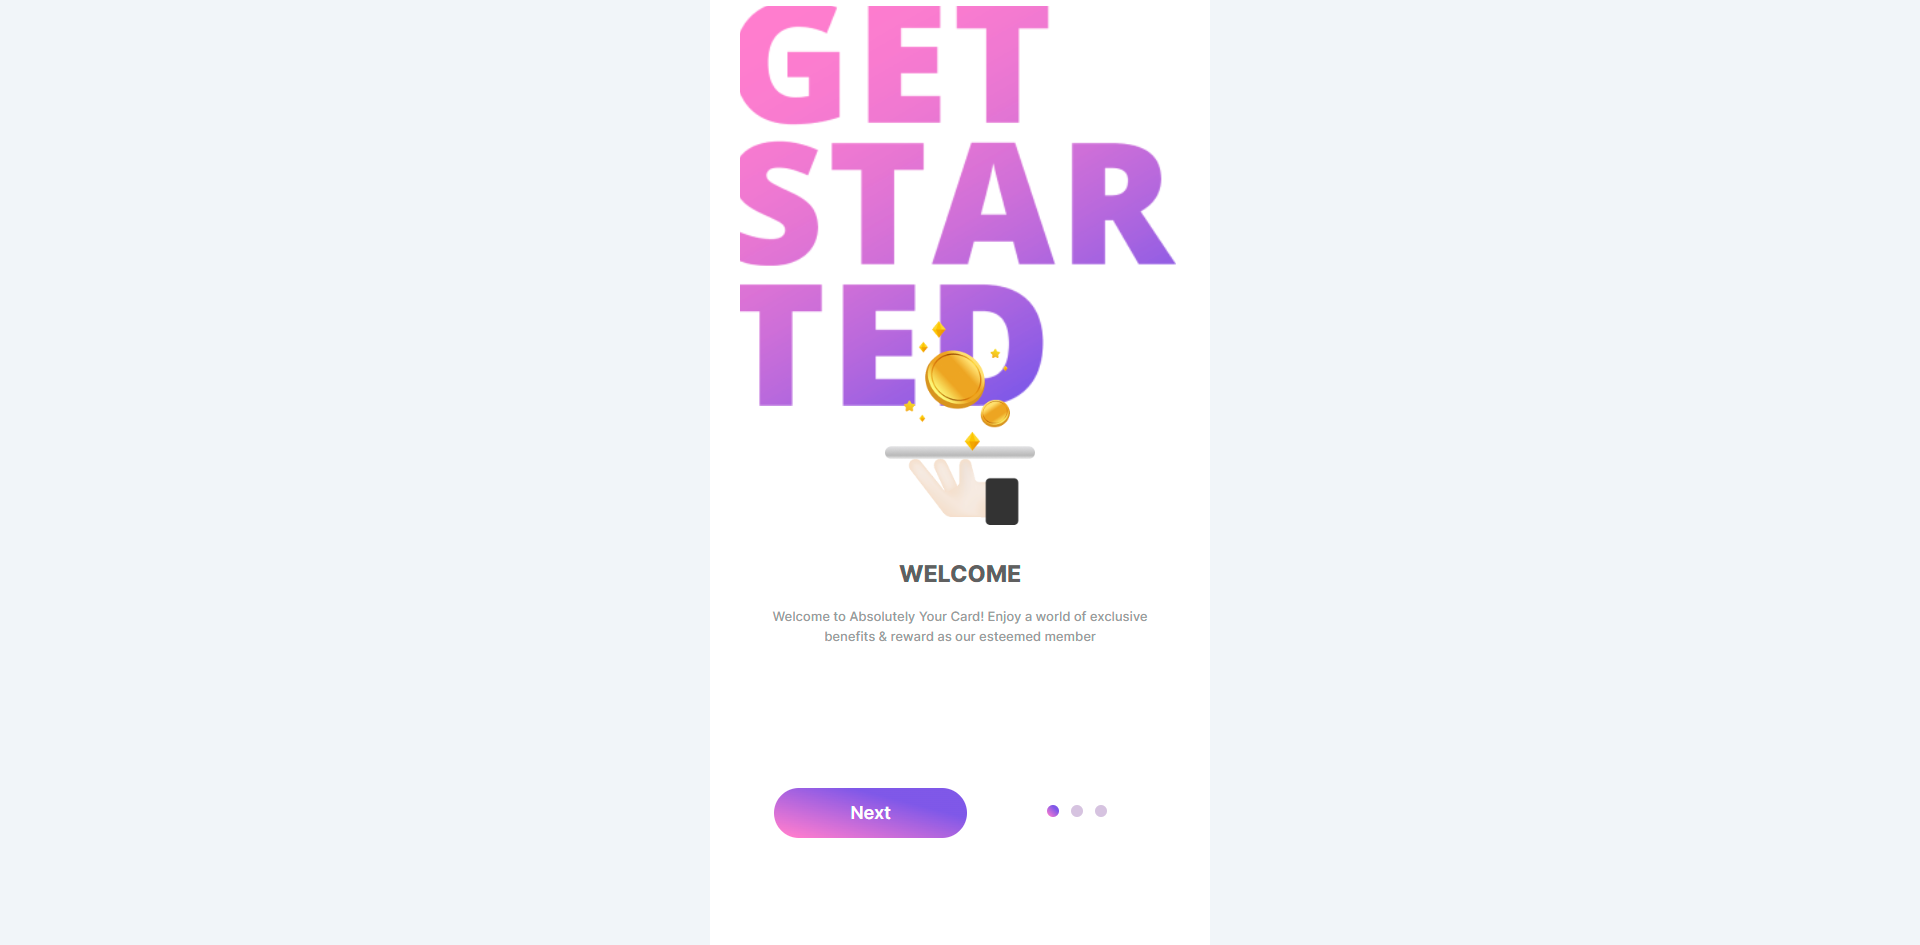 GET
STAR
TED
WELCOME
Welcome to Absolutely Your Card! Enjoy a world of exclusive
benefits & reward as our esteemed member
Next